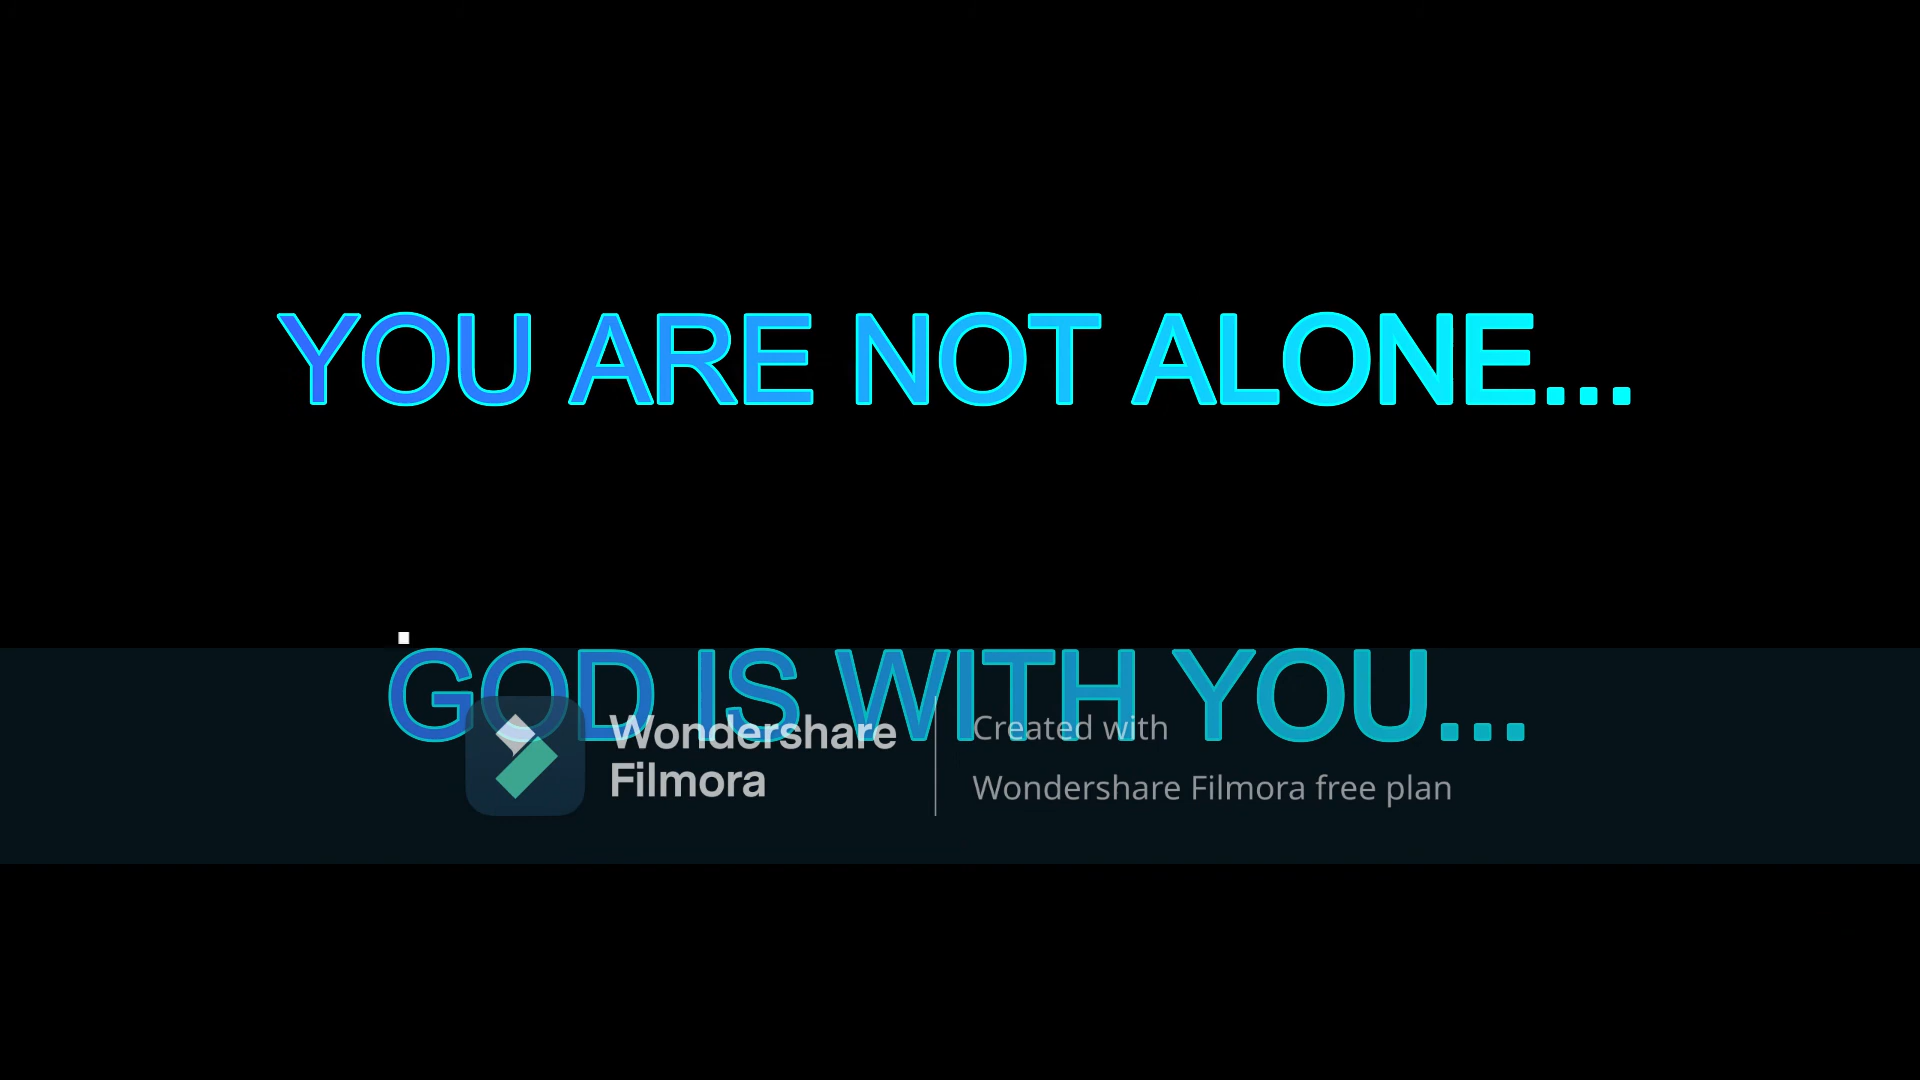 YOU ARE NOT ALONE...
GOD IS WITH YOU...
Wondershare
Filmora
Created with
Wondershare Filmora free plan